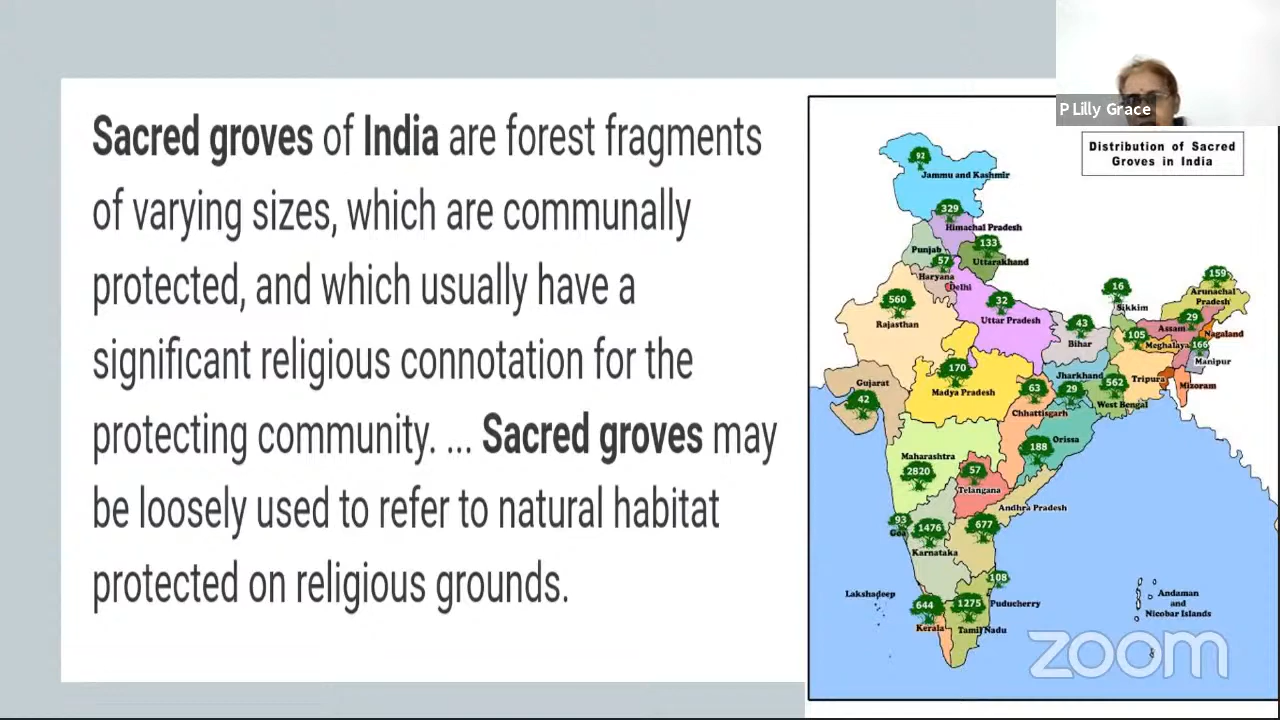 Sacred groves of India are forest fragments
of varying sizes, which are communally
protected, and which usually have a
significant religious connotation for the
protecting community. ... Sacred groves may
be loosely used to refer to natural habitat
protected on religious grounds.
P Lilly Grace
Distribution of Sacred
Groves in India
92
Jammu and Kashmir
329
Himachal Pradesh
133
Uttarakhand
Punjab
57
Haryana
Delhi
560
Rajasthan
32
Uttar Pradesh
16
Sikkim
159
Arunachal
Pradesh
43
Bihar
29
Assam
Nagaland
105
Meghalaya
166
Manipur
170
Madya Pradesh
Gujarat
42
Jharkhand
29
562
West Bengal
Tripura
Mizoram
63
Chhattisgarh
188
Orissa
Maharashtra
2820
57
Telangana
Andhra Pradesh
677
93
Goa
1476
Karnataka
108
Puducherry
Lakshadeep
644
Kerala
1275
Tamil Nadu
Andaman
and
Nicobar Islands
zoom